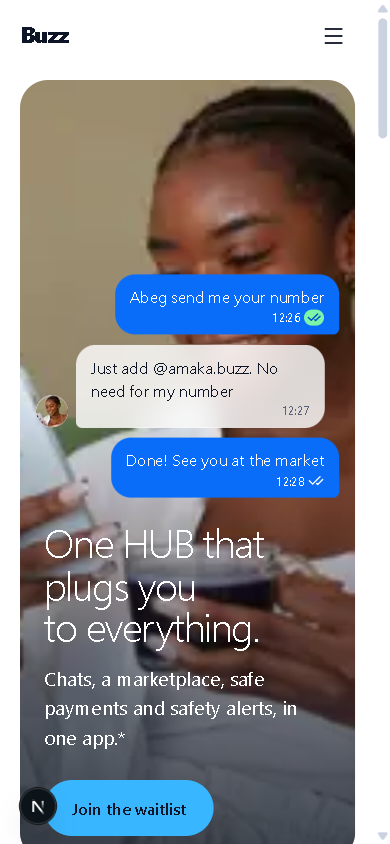 Buzz
Abeg send me your number
12:26
Just add @amaka.buzz. No
need for my number
12:27
Done! See you at the market
12:28
One HUB that
plugs you
to everything.
Chats, a marketplace, safe
payments and safety alerts, in
one app.*
N
Join the waitlist